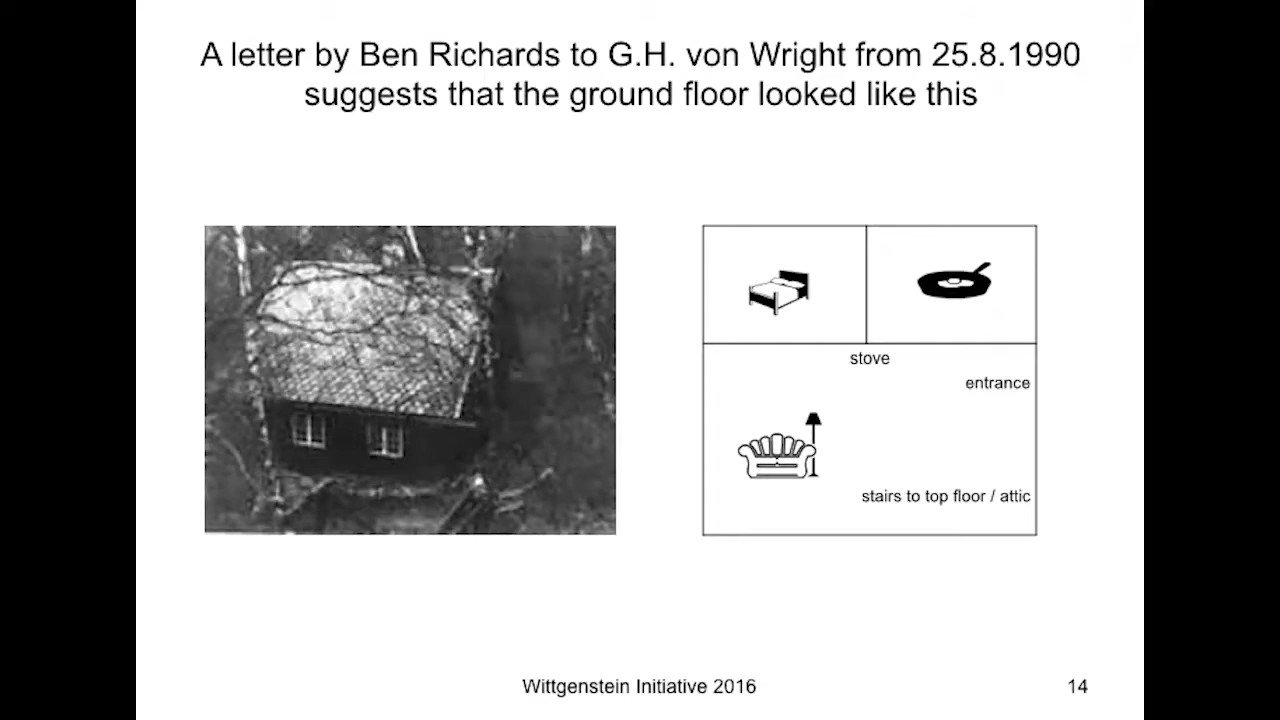 A letter by Ben Richards to G.H. von Wright from 25.8.1990
suggests that the ground floor looked like this
stove
entrance
stairs to top floor / attic
Wittgenstein Initiative 2016
14